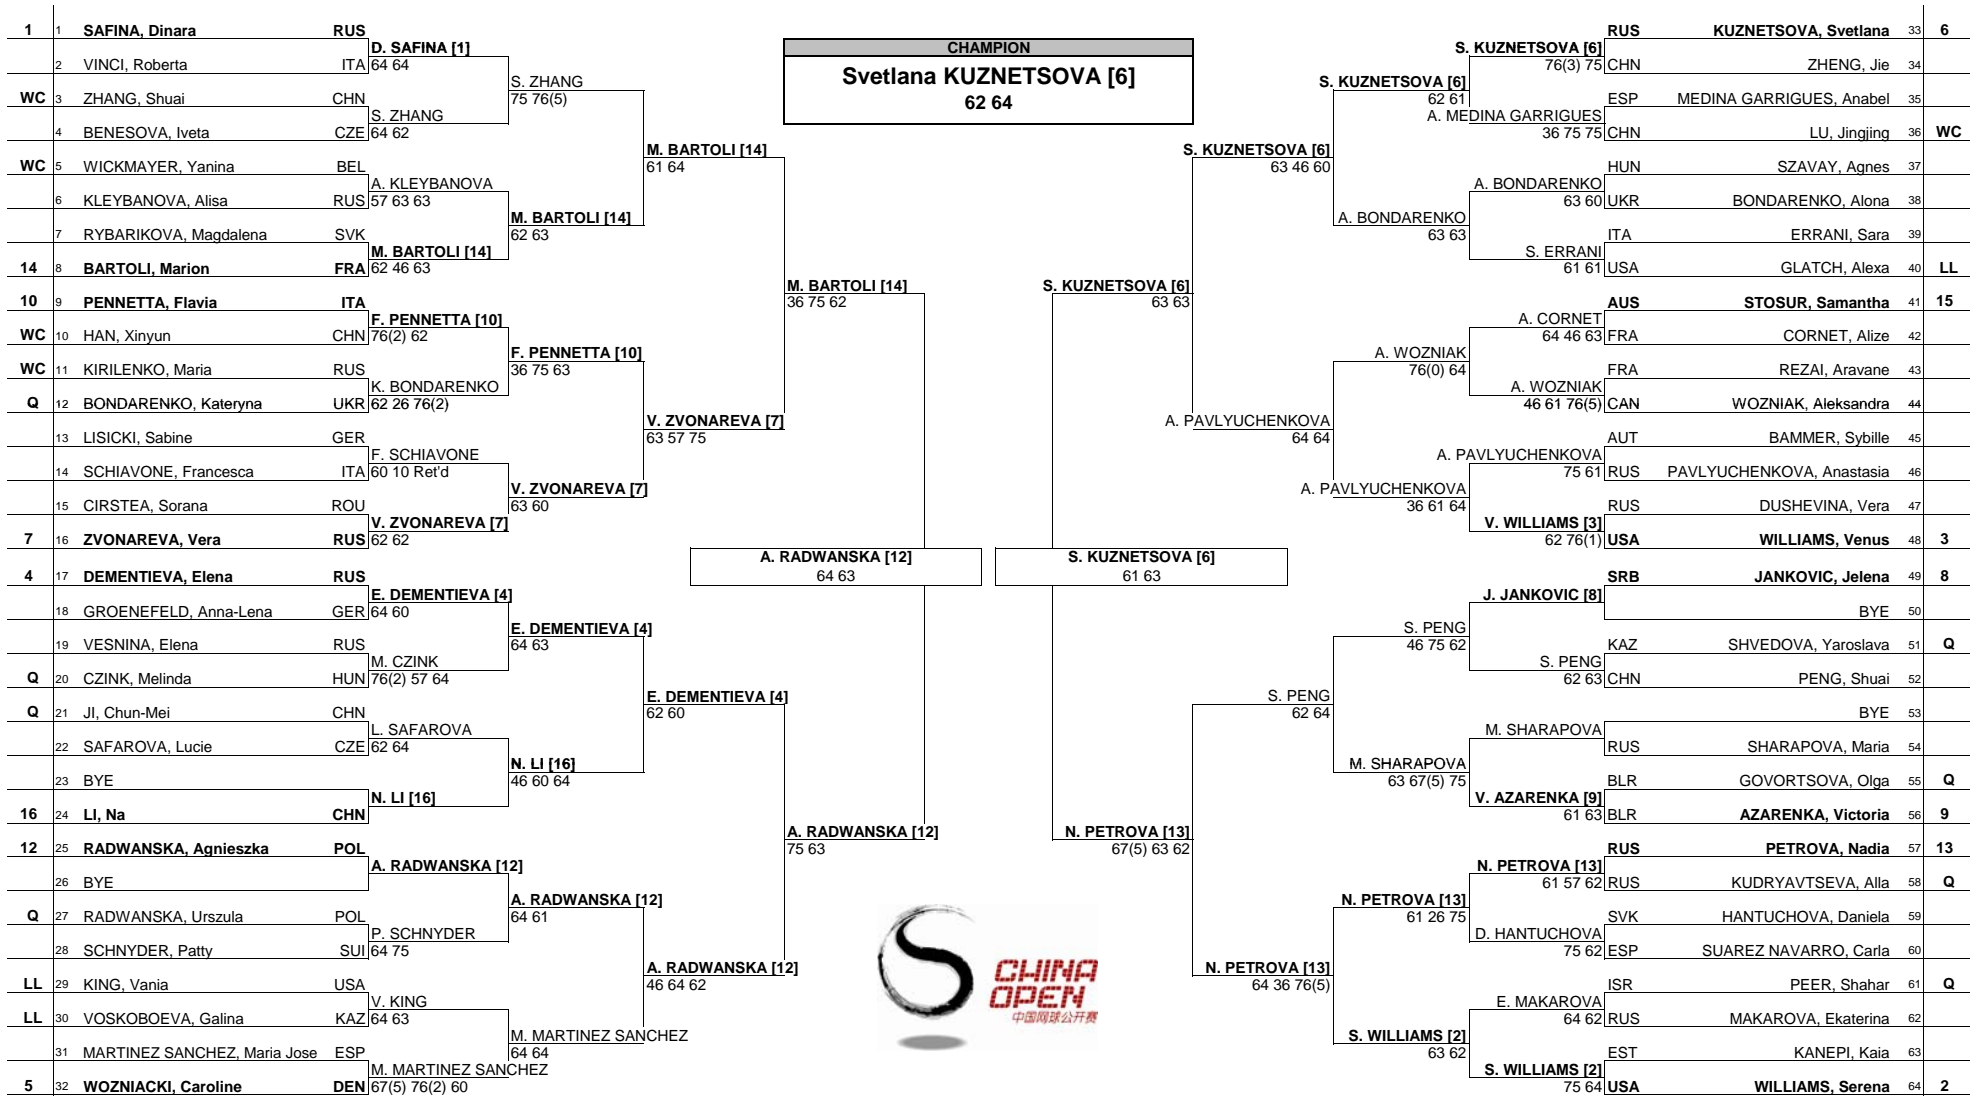 1 1 SAFINA, Dinara RUS
D. SAFINA [1]
2 VINCI, Roberta ITA 64 64
S. ZHANG
75 76(5)
WC 3 ZHANG, Shuai CHN
S. ZHANG
4 BENESOVA, Iveta CZE 64 62
M. BARTOLI [14]
61 64
WC 5 WICKMAYER, Yanina BEL
A. KLEYBANOVA
6 KLEYBANOVA, Alisa RUS 57 63 63
M. BARTOLI [14]
62 63
7 RYBARIKOVA, Magdalena SVK
M. BARTOLI [14]
14 8 BARTOLI, Marion FRA 62 46 63
M. BARTOLI [14]
36 75 62
10 9 PENNETTA, Flavia ITA
F. PENNETTA [10]
WC 10 HAN, Xinyun CHN 76(2) 62
F. PENNETTA [10]
36 75 63
WC 11 KIRILENKO, Maria RUS
K. BONDARENKO
Q 12 BONDARENKO, Kateryna UKR 62 26 76(2)
V. ZVONAREVA [7]
63 57 75
13 LISICKI, Sabine GER
F. SCHIAVONE
14 SCHIAVONE, Francesca ITA 60 10 Ret'd
V. ZVONAREVA [7]
63 60
15 CIRSTEA, Sorana ROU
V. ZVONAREVA [7]
7 16 ZVONAREVA, Vera RUS 62 62
A. RADWANSKA [12]
64 63
4 17 DEMENTIEVA, Elena RUS
E. DEMENTIEVA [4]
18 GROENEFELD, Anna-Lena GER 64 60
E. DEMENTIEVA [4]
64 63
19 VESNINA, Elena RUS
M. CZINK
Q 20 CZINK, Melinda HUN 76(2) 57 64
E. DEMENTIEVA [4]
62 60
Q 21 JI, Chun-Mei CHN
L. SAFAROVA
22 SAFAROVA, Lucie CZE 62 64
N. LI [16]
46 60 64
23 BYE
N. LI [16]
16 24 LI, Na CHN
A. RADWANSKA [12]
75 63
12 25 RADWANSKA, Agnieszka POL
A. RADWANSKA [12]
26 BYE
A. RADWANSKA [12]
64 61
Q 27 RADWANSKA, Urszula POL
P. SCHNYDER
28 SCHNYDER, Patty SUI 64 75
A. RADWANSKA [12]
46 64 62
LL 29 KING, Vania USA
V. KING
LL 30 VOSKOBOEVA, Galina KAZ 64 63
M. MARTINEZ SANCHEZ
64 64
31 MARTINEZ SANCHEZ, Maria Jose ESP
M. MARTINEZ SANCHEZ
5 32 WOZNIACKI, Caroline DEN 67(5) 76(2) 60
CHAMPION
Svetlana KUZNETSOVA [6]
62 64
RUS KUZNETSOVA, Svetlana 33 6
S. KUZNETSOVA [6]
76(3) 75 CHN ZHENG, Jie 34
S. KUZNETSOVA [6]
62 61
ESP MEDINA GARRIGUES, Anabel 35
A. MEDINA GARRIGUES
36 75 75 CHN LU, Jingjing 36 WC
S. KUZNETSOVA [6]
63 46 60
HUN SZAVAY, Agnes 37
A. BONDARENKO
63 60 UKR BONDARENKO, Alona 38
A. BONDARENKO
63 63
ITA ERRANI, Sara 39
S. ERRANI
61 61 USA GLATCH, Alexa 40 LL
S. KUZNETSOVA [6]
63 63
AUS STOSUR, Samantha 41 15
A. CORNET
64 46 63 FRA CORNET, Alize 42
A. WOZNIAK
76(0) 64
FRA REZAI, Aravane 43
A. WOZNIAK
46 61 76(5) CAN WOZNIAK, Aleksandra 44
A. PAVLYUCHENKOVA
64 64
AUT BAMMER, Sybille 45
A. PAVLYUCHENKOVA
75 61 RUS PAVLYUCHENKOVA, Anastasia 46
A. PAVLYUCHENKOVA
36 61 64
RUS DUSHEVINA, Vera 47
V. WILLIAMS [3]
62 76(1) USA WILLIAMS, Venus 48 3
S. KUZNETSOVA [6]
61 63
SRB JANKOVIC, Jelena 49 8
J. JANKOVIC [8]
BYE 50
S. PENG
46 75 62
KAZ SHVEDOVA, Yaroslava 51 Q
S. PENG
62 63 CHN PENG, Shuai 52
S. PENG
62 64
BYE 53
M. SHARAPOVA
RUS SHARAPOVA, Maria 54
M. SHARAPOVA
63 67(5) 75
BLR GOVORTSOVA, Olga 55 Q
V. AZARENKA [9]
61 63 BLR AZARENKA, Victoria 56 9
N. PETROVA [13]
67(5) 63 62
RUS PETROVA, Nadia 57 13
N. PETROVA [13]
61 57 62 RUS KUDRYAVTSEVA, Alla 58 Q
N. PETROVA [13]
61 26 75
SVK HANTUCHOVA, Daniela 59
D. HANTUCHOVA
75 62 ESP SUAREZ NAVARRO, Carla 60
N. PETROVA [13]
64 36 76(5)
ISR PEER, Shahar 61 Q
E. MAKAROVA
64 62 RUS MAKAROVA, Ekaterina 62
S. WILLIAMS [2]
63 62
EST KANEPI, Kaia 63
S. WILLIAMS [2]
75 64 USA WILLIAMS, Serena 64 2
CHINA
OPEN
中国网球公开赛